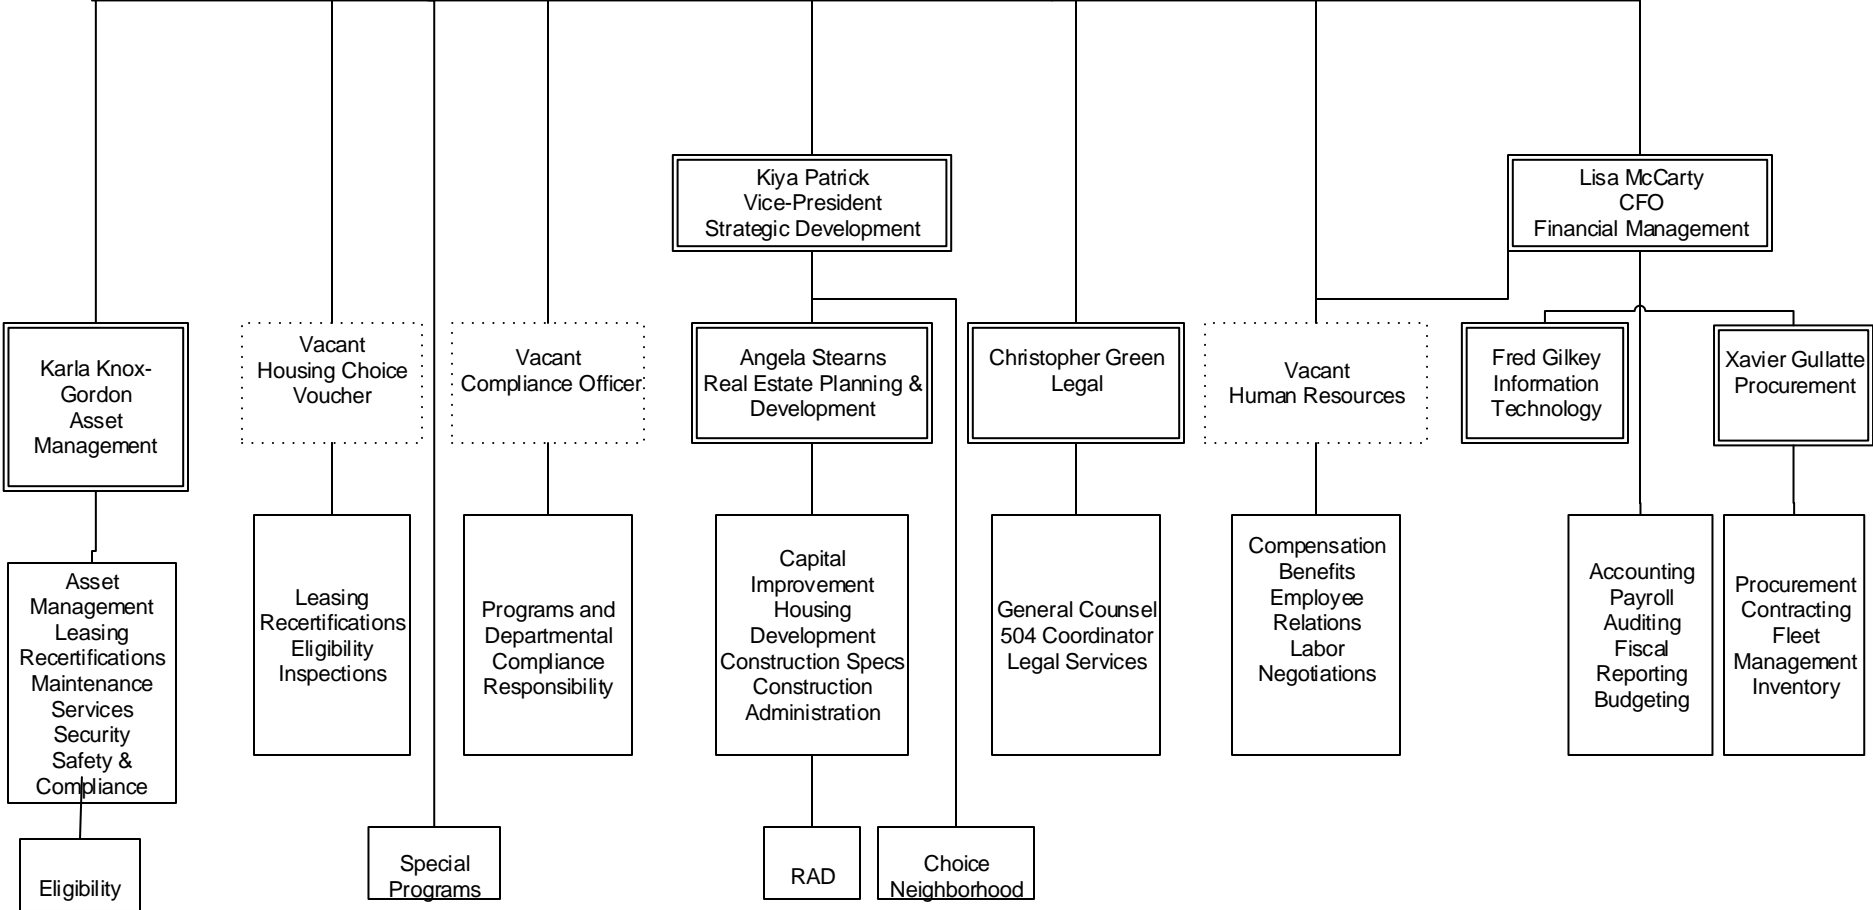 Kiya Patrick
Vice-President
Strategic Development
Lisa McCarty
CFO
Financial Management
Karla Knox-
Gordon
Asset
Management
Vacant
Housing Choice
Voucher
Vacant
Compliance Officer
Angela Stearns
Real Estate Planning &
Development
Christopher Green
Legal
Vacant
Human Resources
Fred Gilkey
Information
Technology
Xavier Gullatte
Procurement
Asset
Management
Leasing
Recertifications
Maintenance
Services
Security
Safety &
Compliance
Leasing
Recertifications
Eligibility
Inspections
Programs and
Departmental
Compliance
Responsibility
Capital
Improvement
Housing
Development
Construction Specs
Construction
Administration
General Counsel
504 Coordinator
Legal Services
Compensation
Benefits
Employee
Relations
Labor
Negotiations
Accounting
Payroll
Auditing
Fiscal
Reporting
Budgeting
Procurement
Contracting
Fleet
Management
Inventory
Eligibility
Special
Programs
RAD
Choice
Neighborhood